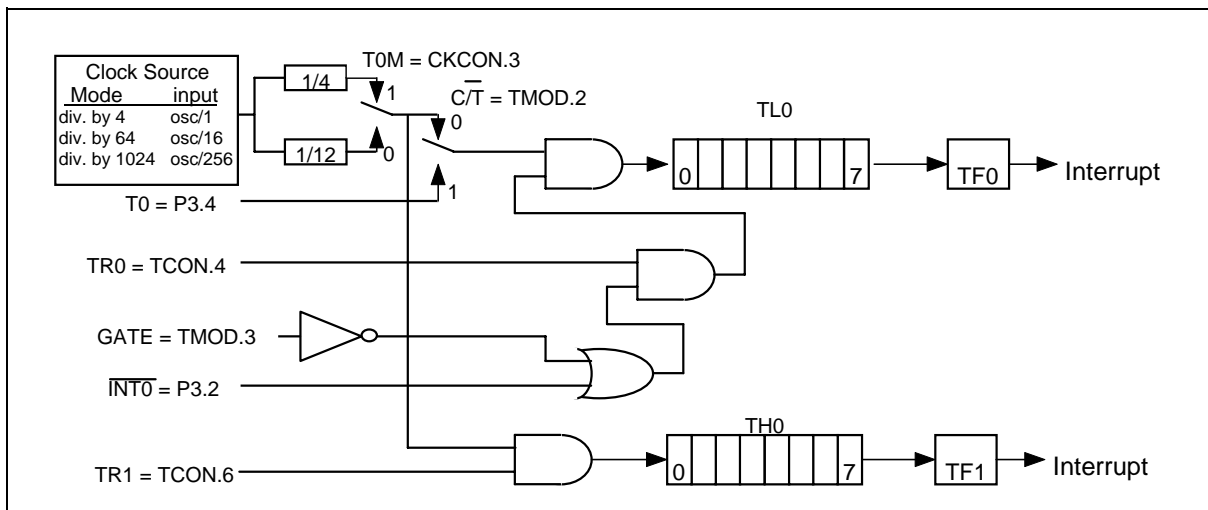 Clock Source
Mode input
div. by 4 osc/1
div. by 64 osc/16
div. by 1024 osc/256
1/4
1/12
T0M = CKCON.3
1
0
C/T̅ = TMOD.2
0
1
T0 = P3.4
TL0
0 7
TF0
Interrupt
TR0 = TCON.4
GATE = TMOD.3
I̅N̅T̅0̅ = P3.2
TR1 = TCON.6
TH0
0 7
TF1
Interrupt